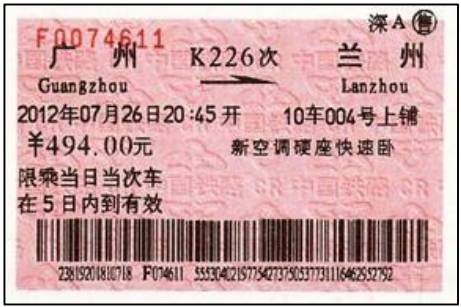 深A 售
F0074611
广州 K226次 兰州
Guangzhou Lanzhou
2012年07月26日20:45开 10车004号上铺
￥494.00元 新空调硬座快速卧
限乘当日当次车
在5日内到有效
23819201810718 F074611 55530402197754273750537731116462952792